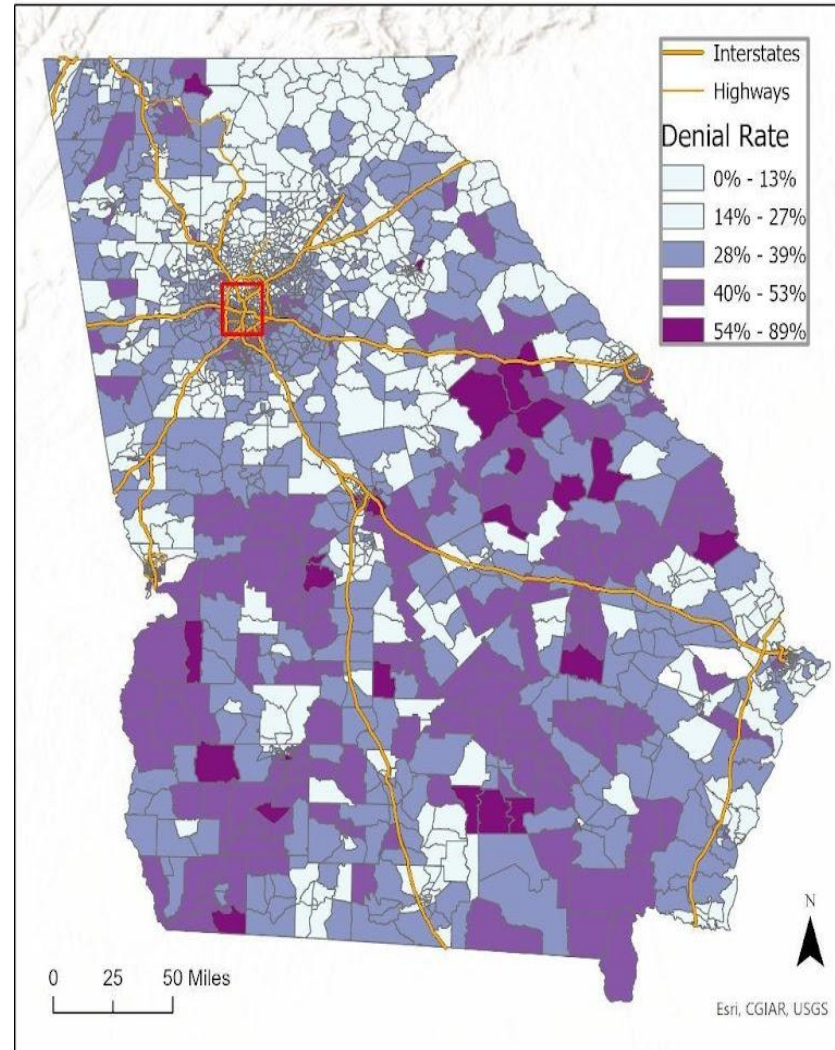 Interstates
Highways
Denial Rate
0% - 13%
14% - 27%
28% - 39%
40% - 53%
54% - 89%
N
0 25 50 Miles
Esri, CGIAR, USGS